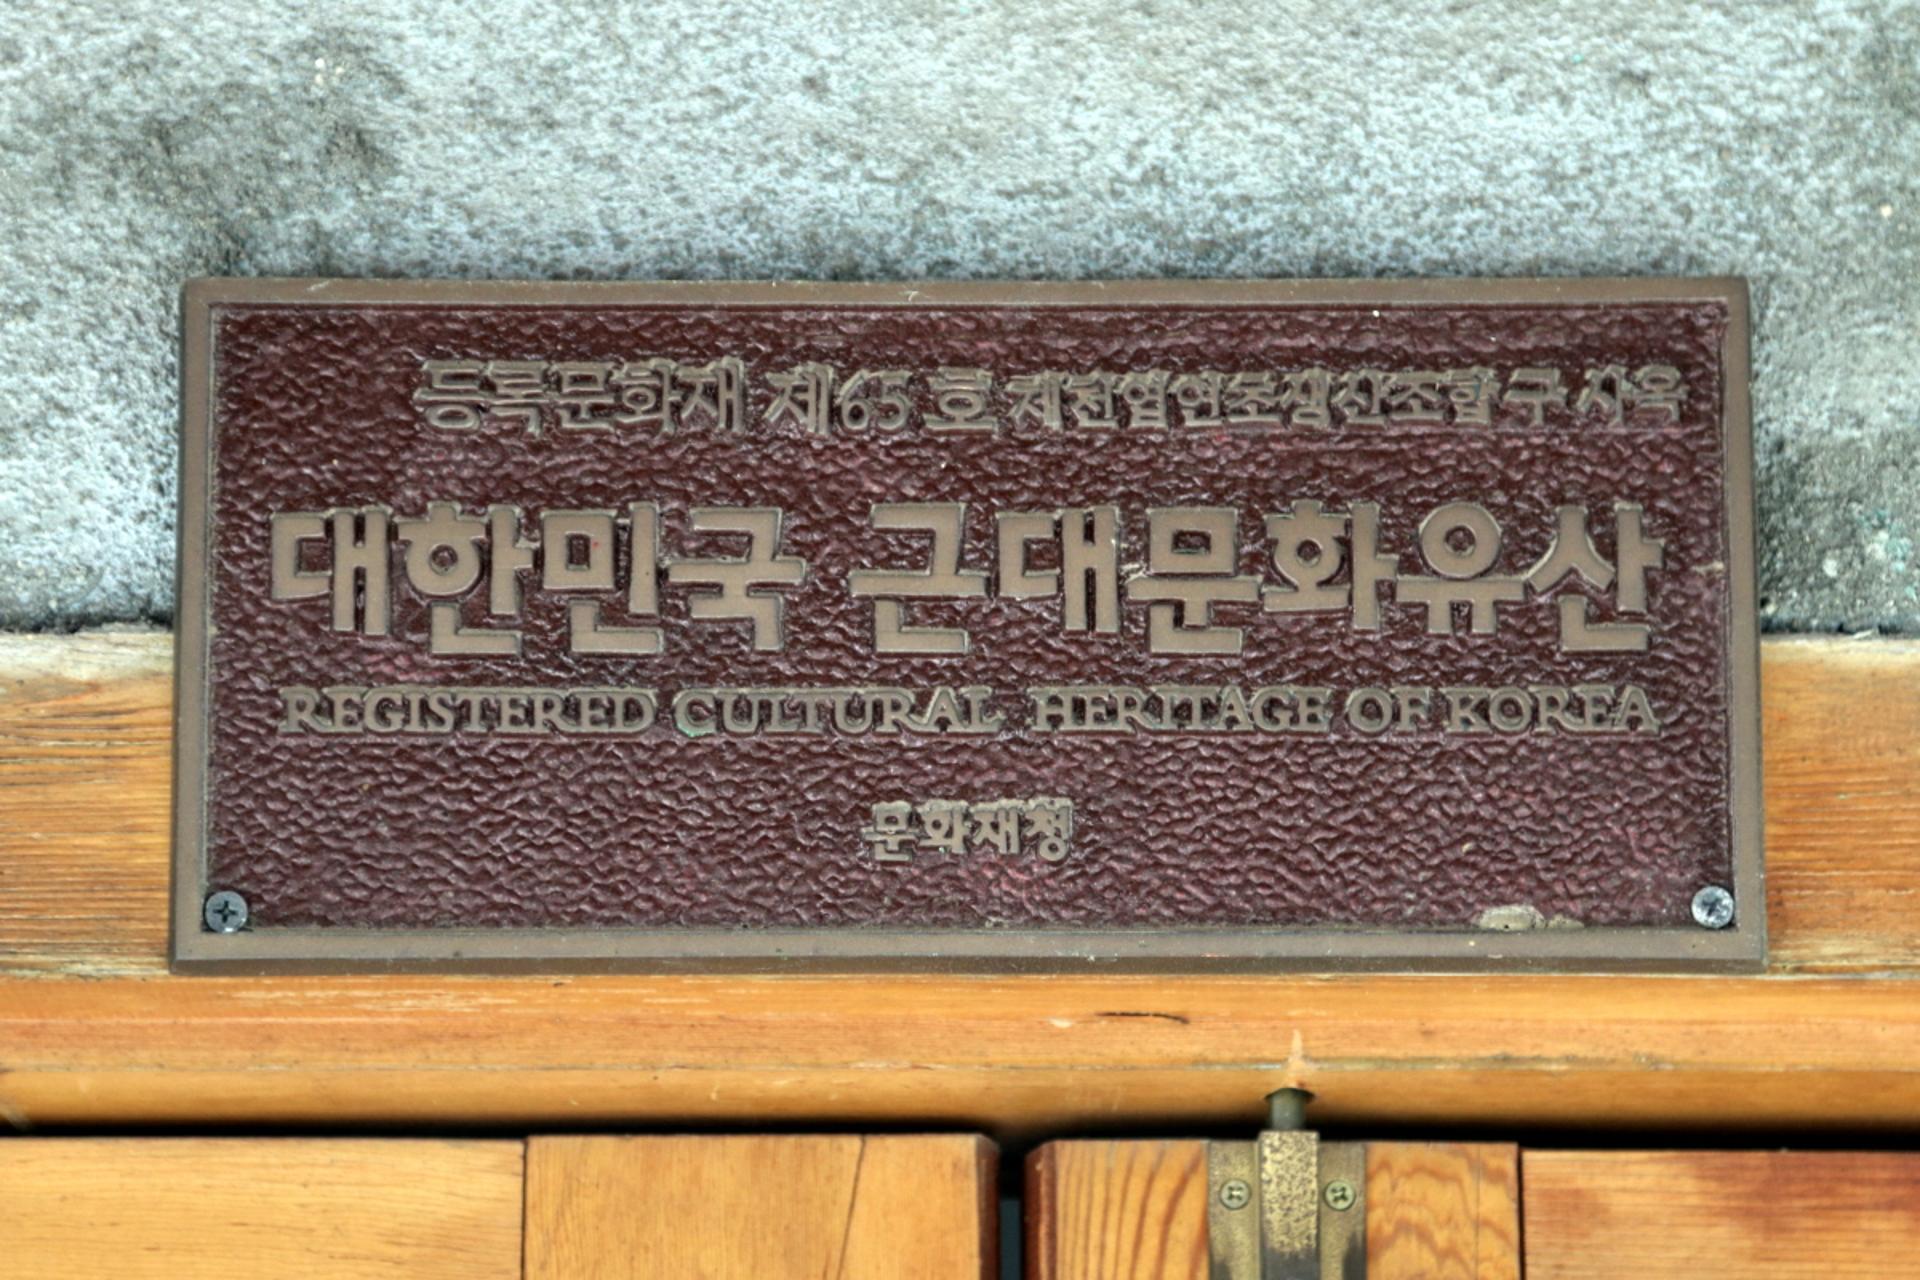 등록문화재 제65호 제천엽연초생산조합 구 사옥
대한민국 근대문화유산
REGISTERED CULTURAL HERITAGE OF KOREA
문화재청